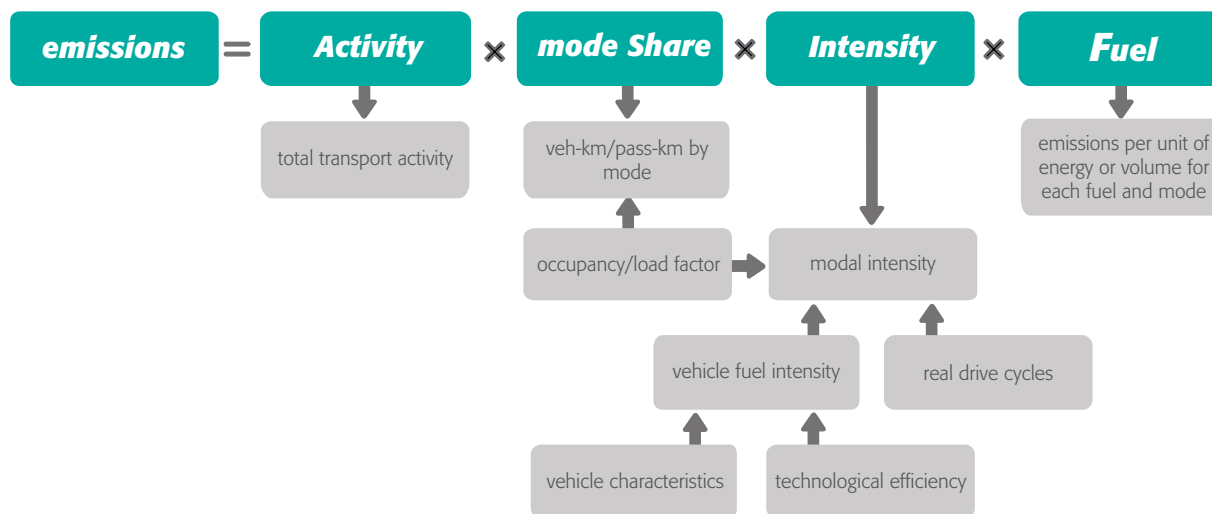 emissions = Activity × mode Share × Intensity × Fuel
total transport activity
veh-km/pass-km by
mode
emissions per unit of
energy or volume for
each fuel and mode
occupancy/load factor
modal intensity
vehicle fuel intensity
real drive cycles
vehicle characteristics
technological efficiency